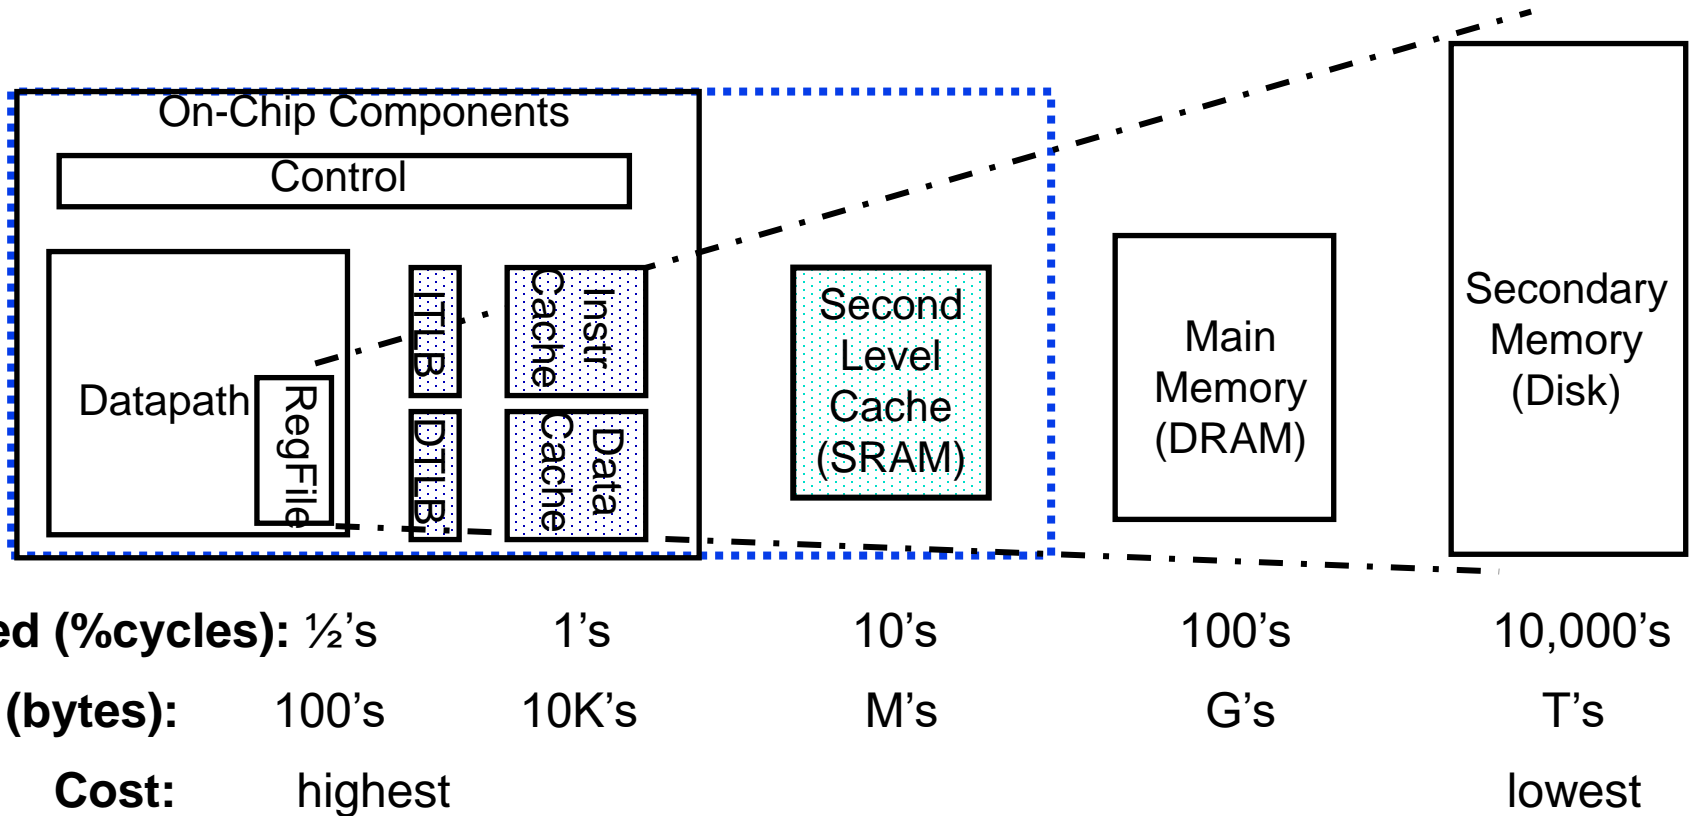 On-Chip Components
Control
Datapath
RegFile
ITLB
DTLB
Instr
Cache
Data
Cache
Second
Level
Cache
(SRAM)
Main
Memory
(DRAM)
Secondary
Memory
(Disk)
(%cycles): ½’s 1’s 10’s 100’s 10,000’s
(bytes): 100’s 10K’s M’s G’s T’s
Cost: highest lowest